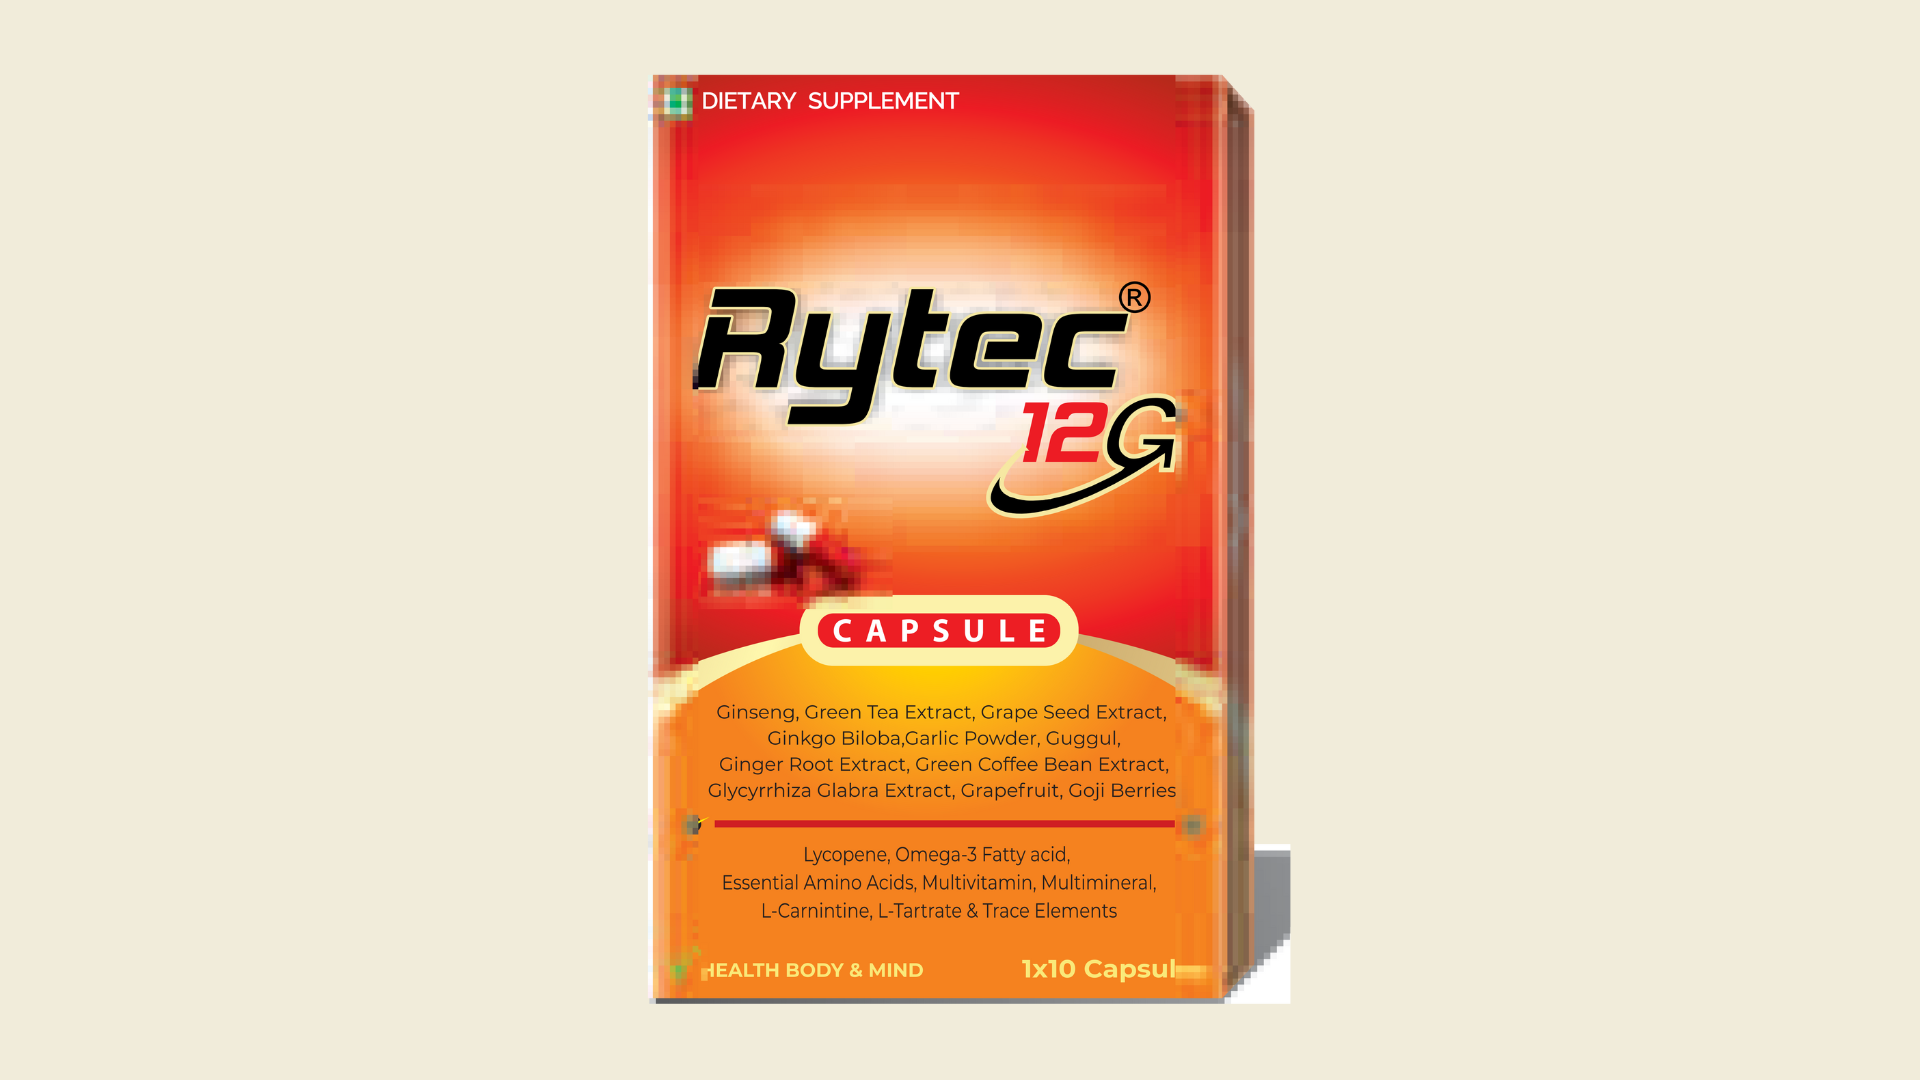 DIETARY SUPPLEMENT
Rytec®
12G
CAPSULE
Ginseng, Green Tea Extract, Grape Seed Extract,
Ginkgo Biloba,Garlic Powder, Guggul,
Ginger Root Extract, Green Coffee Bean Extract,
Glycyrrhiza Glabra Extract, Grapefruit, Goji Berries
Lycopene, Omega-3 Fatty acid,
Essential Amino Acids, Multivitamin, Multimineral,
L-Carnintine, L-Tartrate & Trace Elements
HEALTH BODY & MIND
1x10 Capsul